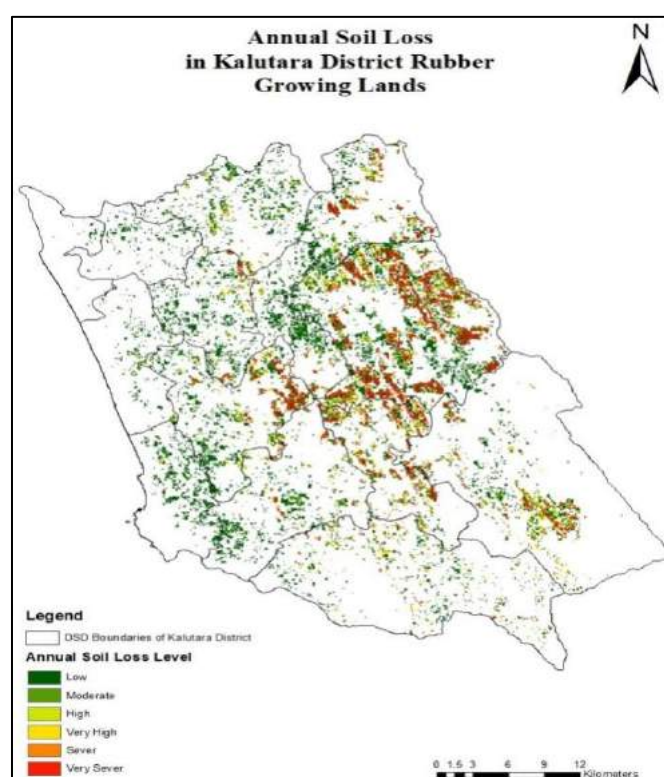 Annual Soil Loss
in Kalutara District Rubber
Growing Lands
N
Legend
DSD Boundaries of Kalutara District
Annual Soil Loss Level
Low
Moderate
High
Very High
Sever
Very Sever
0 1.5 3 6 9 12
Kilometers